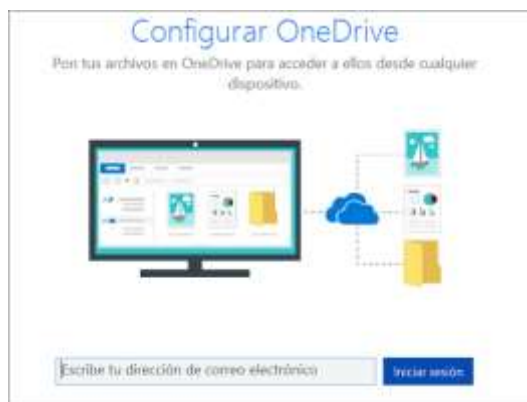 Configurar OneDrive
Pon tus archivos en OneDrive para acceder a ellos desde cualquier
dispositivo.
Escribe tu dirección de correo electrónico
Iniciar sesión